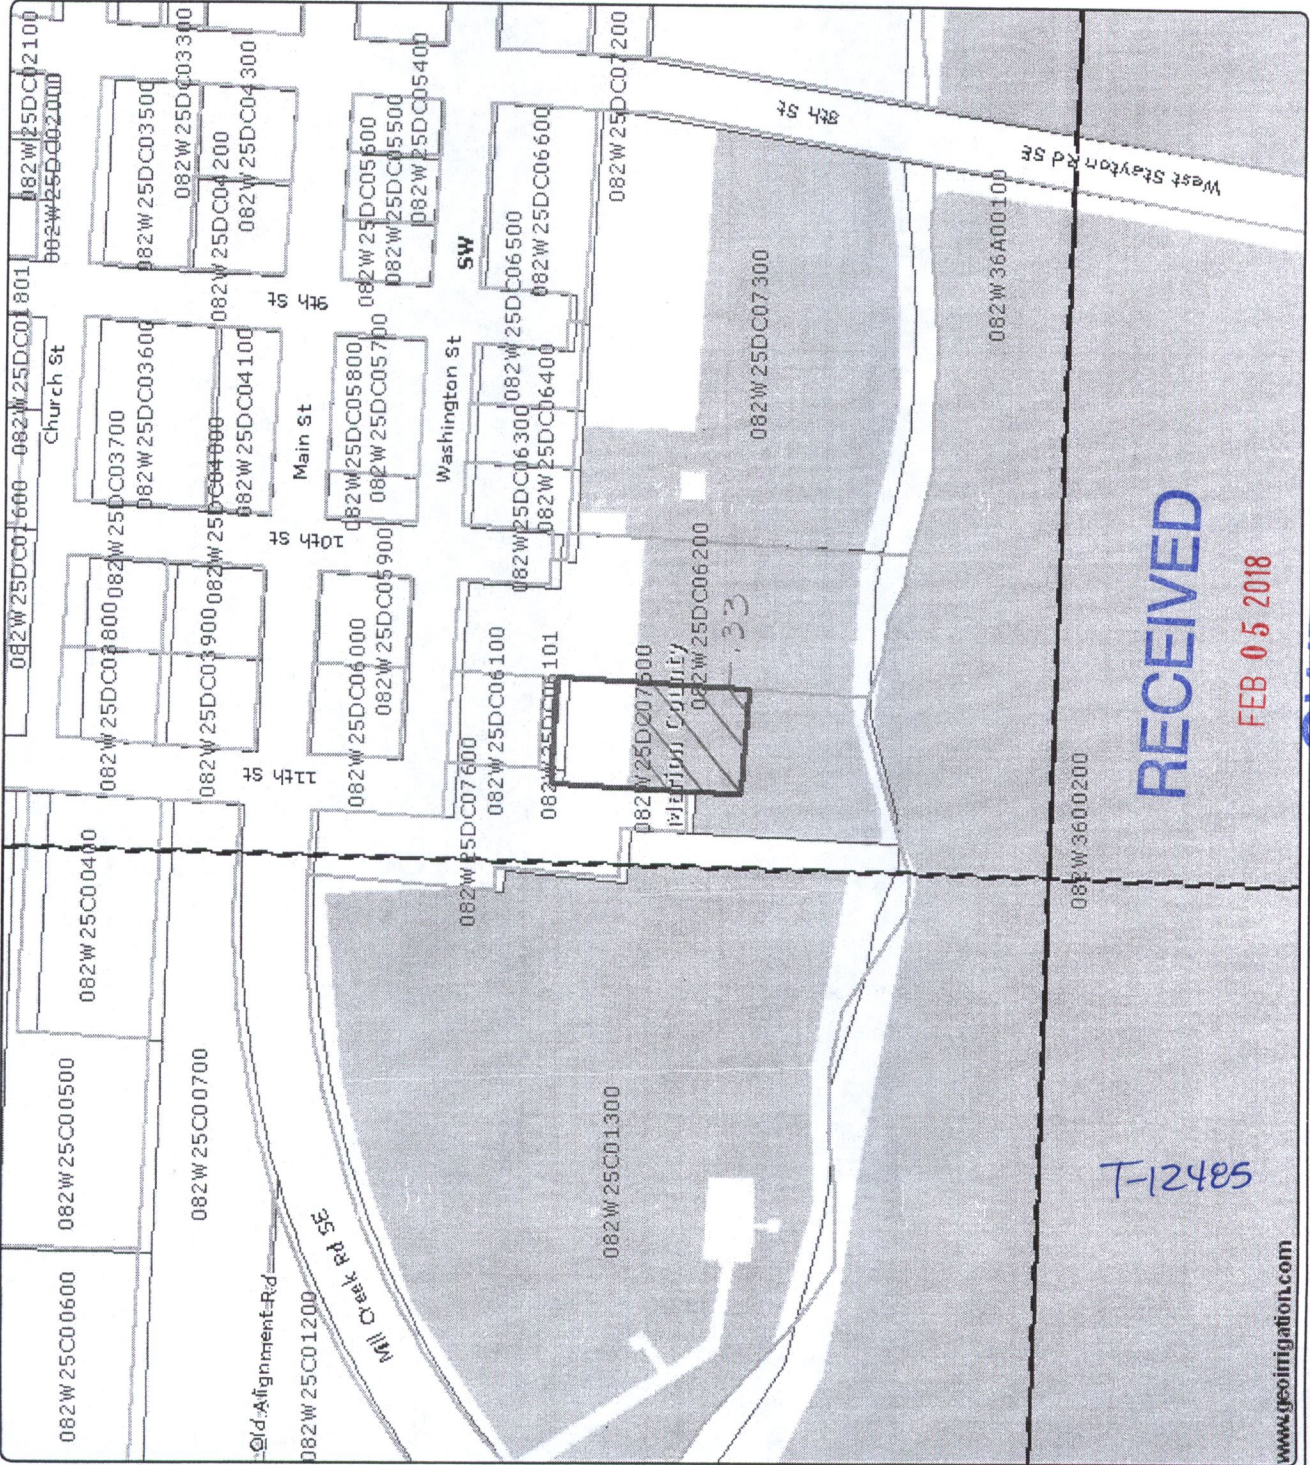 082W25DC02100
082W25DC02000
082W25DC03300
082W25DC03500
082W25DC04300
082W25DC04200
082W25DC05400
082W25DC05500
082W25DC05600
082W25DC07200
082W25DC06600
082W25DC07200
8th St
West Stayton Rd SE
082W36A00100
082W25DC01801
Church St
9th St
SW
082W25DC06500
082W25DC07300
082W25DC01600
082W25DC03600
082W25DC03700
082W25DC04100
082W25DC04000
Main St
082W25DC05800
082W25DC05700
Washington St
082W25DC06300
082W25DC06400
10th St
082W25DC03800
082W25DC03900
082W25DC05900
082W25DC06000
082W25DC06100
082W25DC06101
082W25DC06200
.33
082W25DC07500
Marion County
11th St
082W25DC07600
082W25C00400
082W25C00500
082W25C00600
082W25C00700
Old Alignment Rd
082W25C01200
Mill Creek Rd SE
082W25C01300
082W3600200
RECEIVED
FEB 05 2018
T-12485
www.geoirrigation.com